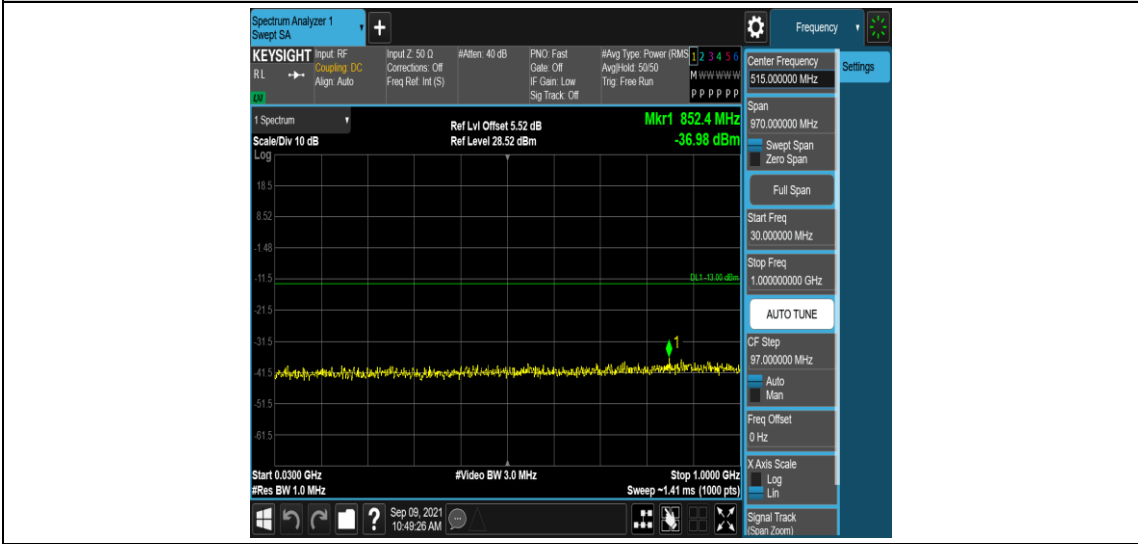 Spectrum Analyzer 1
Swept SA
+
Frequency
KEYSIGHT
RL
LXI
Input: RF
Coupling: DC
Align: Auto
Input Z: 50 Ω
Corrections: Off
Freq Ref: Int (S)
#Atten: 40 dB
PNO: Fast
Gate: Off
IF Gain: Low
Sig Track: Off
#Avg Type: Power (RMS
Avg|Hold: 50/50
Trig: Free Run
1 2 3 4 5 6
M W W W W W
P P P P P P
1 Spectrum
Scale/Div 10 dB
Log
Ref Lvl Offset 5.52 dB
Ref Level 28.52 dBm
Mkr1 852.4 MHz
-36.98 dBm
18.5
8.52
-1.48
-11.5
DL1 -13.00 dBm
-21.5
-31.5
1
-41.5
-51.5
-61.5
Start 0.0300 GHz
#Res BW 1.0 MHz
#Video BW 3.0 MHz
Stop 1.0000 GHz
Sweep ~1.41 ms (1000 pts)
Center Frequency
515.000000 MHz
Settings
Span
970.000000 MHz
Swept Span
Zero Span
Full Span
Start Freq
30.000000 MHz
Stop Freq
1.000000000 GHz
AUTO TUNE
CF Step
97.000000 MHz
Auto
Man
Freq Offset
0 Hz
X Axis Scale
Log
Lin
Signal Track
(Span Zoom)
?
Sep 09, 2021
10:49:26 AM